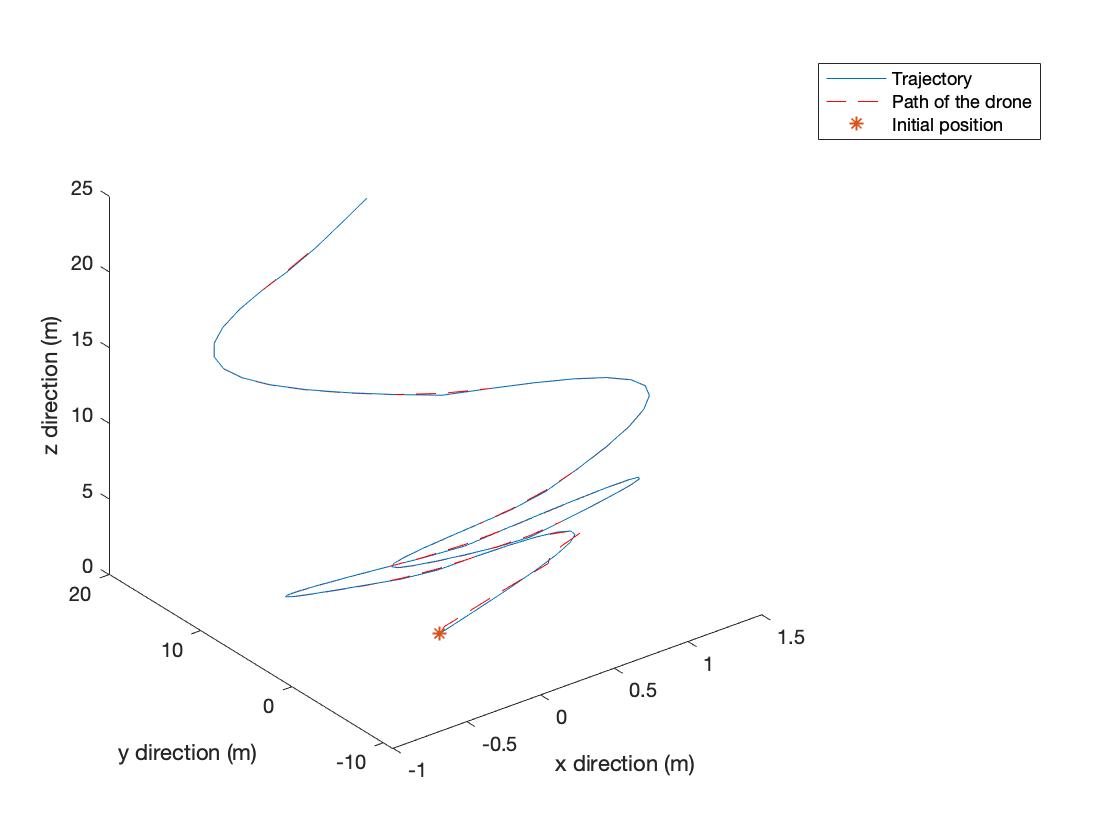 Trajectory
Path of the drone
Initial position
25
20
15
10
5
0
z direction (m)
20
10
0
-10
y direction (m)
-1
-0.5
0
0.5
1
1.5
x direction (m)